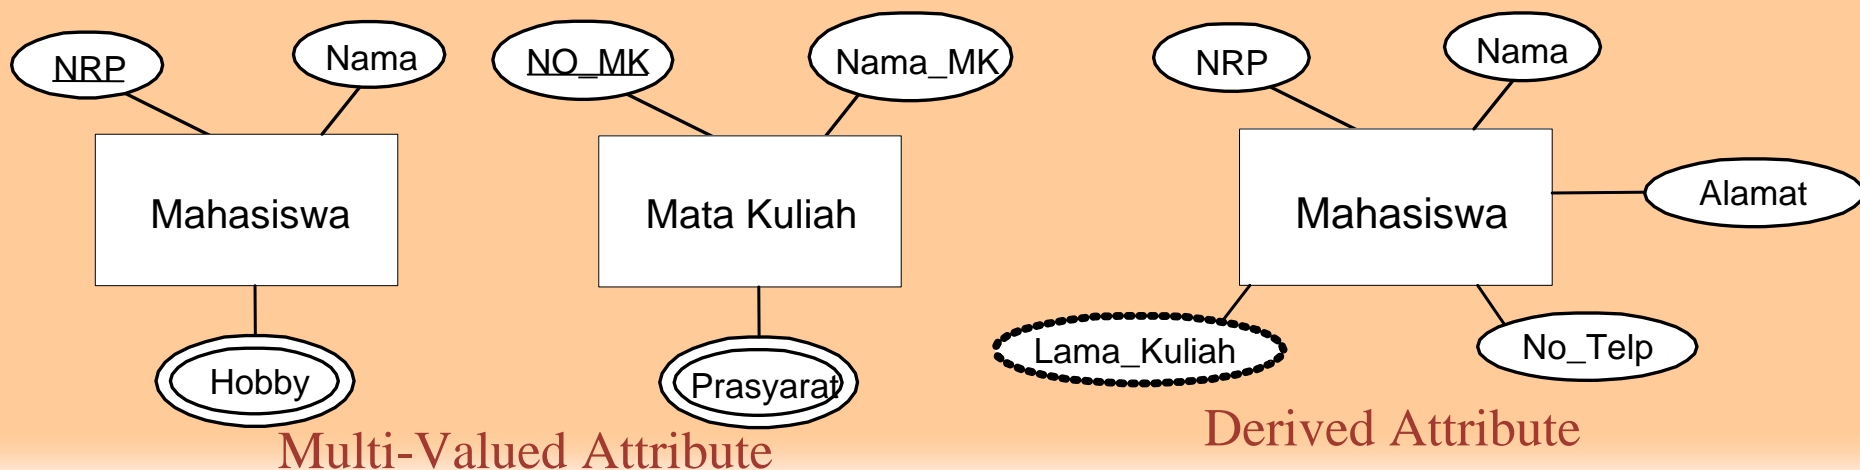 NRP
Nama
Mahasiswa
Hobby
NO_MK
Nama_MK
Mata Kuliah
Prasyarat
Multi-Valued Attribute
NRP
Nama
Mahasiswa
Alamat
Lama_Kuliah
No_Telp
Derived Attribute